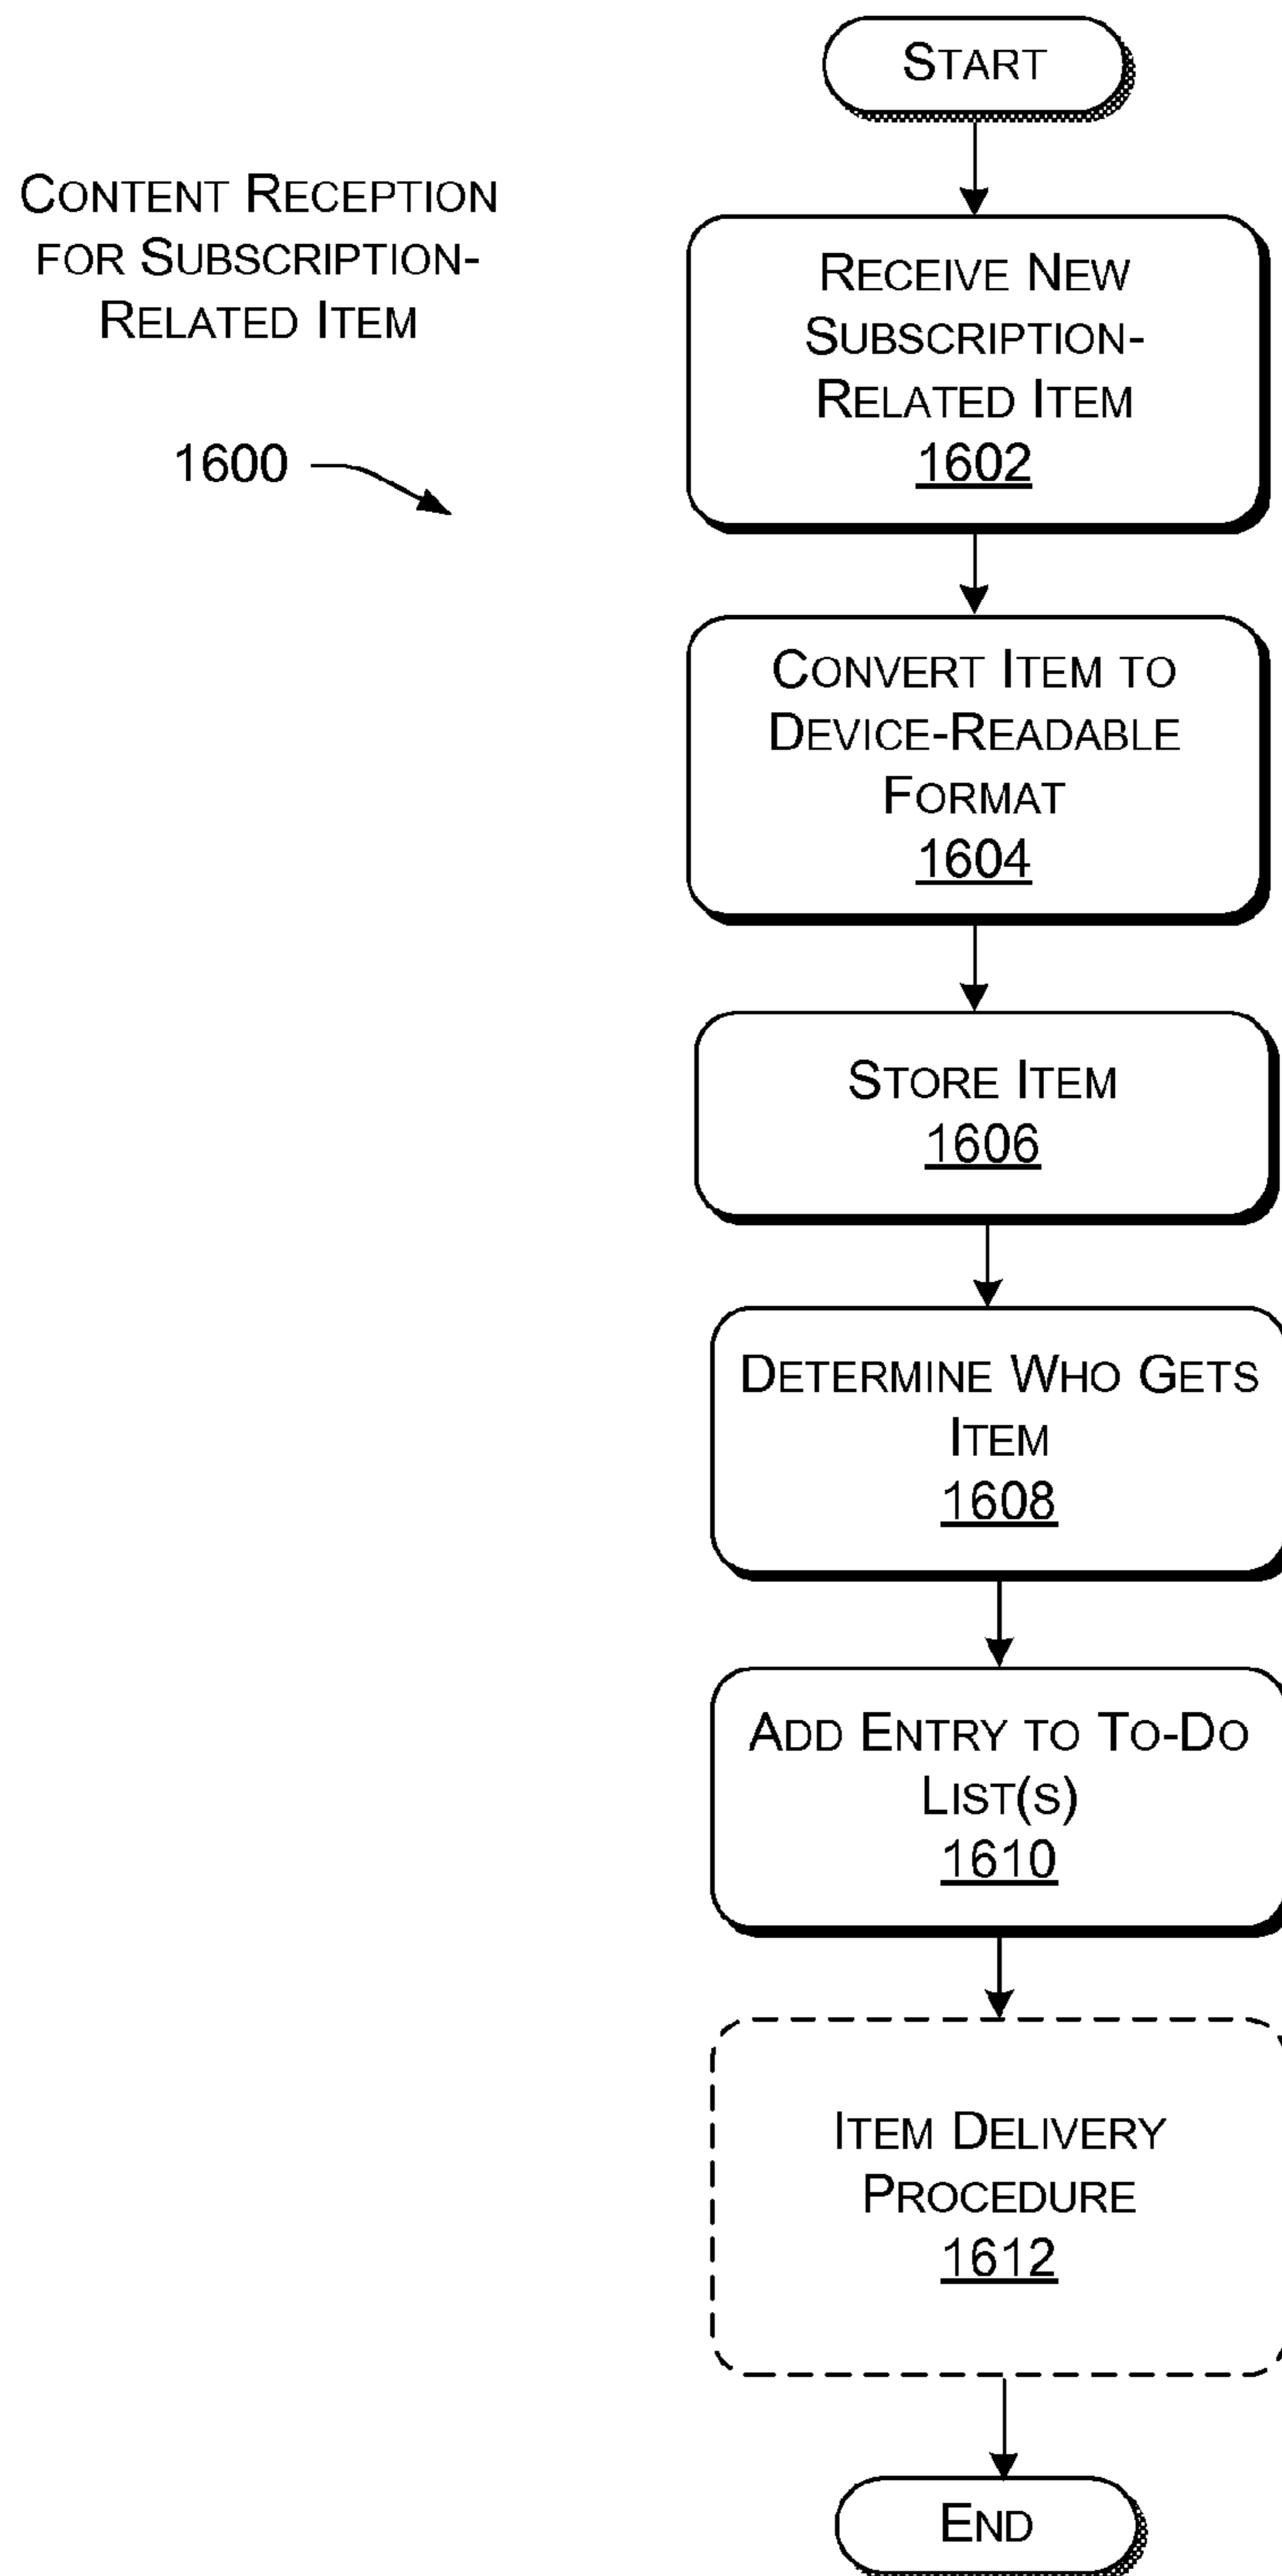 START
CONTENT RECEPTION
FOR SUBSCRIPTION-
RELATED ITEM
1600
RECEIVE NEW
SUBSCRIPTION-
RELATED ITEM
1602
CONVERT ITEM TO
DEVICE-READABLE
FORMAT
1604
STORE ITEM
1606
DETERMINE WHO GETS
ITEM
1608
ADD ENTRY TO TO-DO
LIST(S)
1610
ITEM DELIVERY
PROCEDURE
1612
END